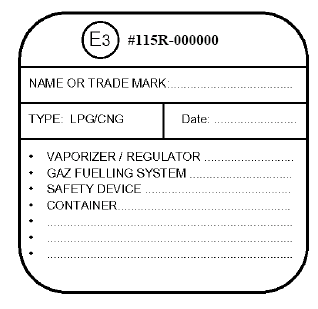 E3 #115R-000000
NAME OR TRADE MARK:................................
TYPE: LPG/CNG Date: ......................
• VAPORIZER / REGULATOR ........................
• GAZ FUELLING SYSTEM ............................
• SAFETY DEVICE ........................................
• CONTAINER................................................
• ..................................................................
• ..................................................................
• ..................................................................